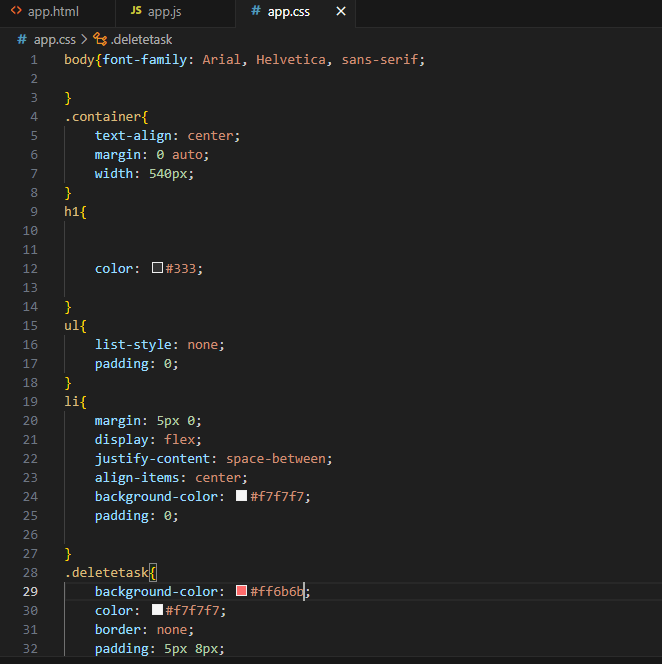 <> app.html JS app.js # app.css ×
# app.css > .deletetask
1 body{font-family: Arial, Helvetica, sans-serif;
2
3 }
4 .container{
5 text-align: center;
6 margin: 0 auto;
7 width: 540px;
8 }
9 h1{
10
11
12 color: #333;
13
14 }
15 ul{
16 list-style: none;
17 padding: 0;
18 }
19 li{
20 margin: 5px 0;
21 display: flex;
22 justify-content: space-between;
23 align-items: center;
24 background-color: #f7f7f7;
25 padding: 0;
26
27 }
28 .deletetask{
29 background-color: #ff6b6b;
30 color: #f7f7f7;
31 border: none;
32 padding: 5px 8px;